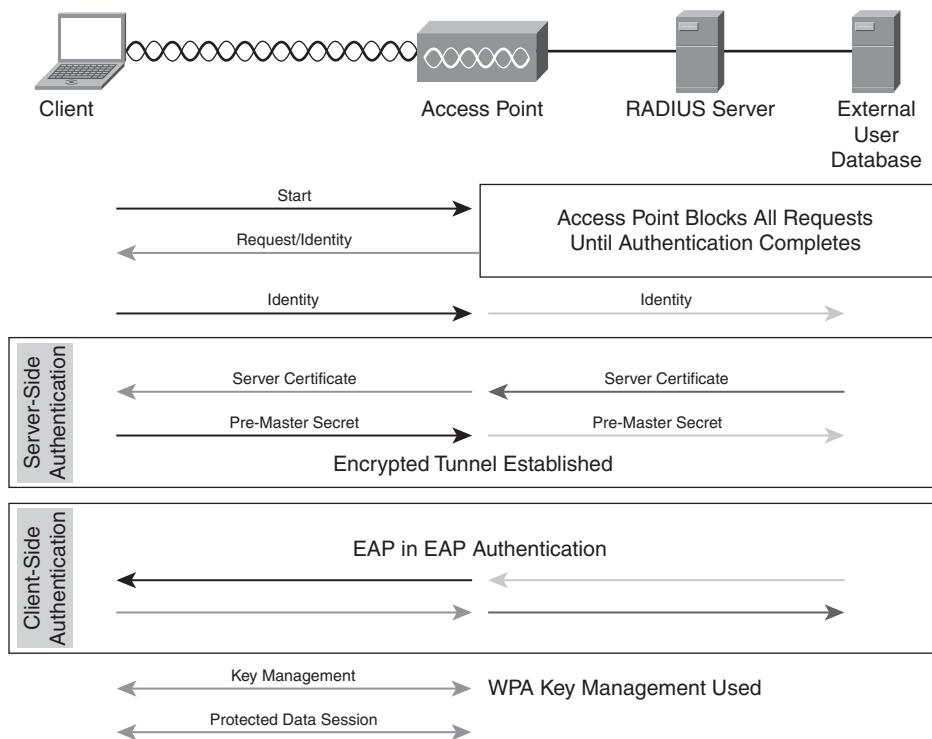 Client
Access Point
RADIUS Server
External
User
Database
Start
Access Point Blocks All Requests
Until Authentication Completes
Request/Identity
Identity
Identity
Server-Side
Authentication
Server Certificate
Server Certificate
Pre-Master Secret
Pre-Master Secret
Encrypted Tunnel Established
Client-Side
Authentication
EAP in EAP Authentication
Key Management
WPA Key Management Used
Protected Data Session